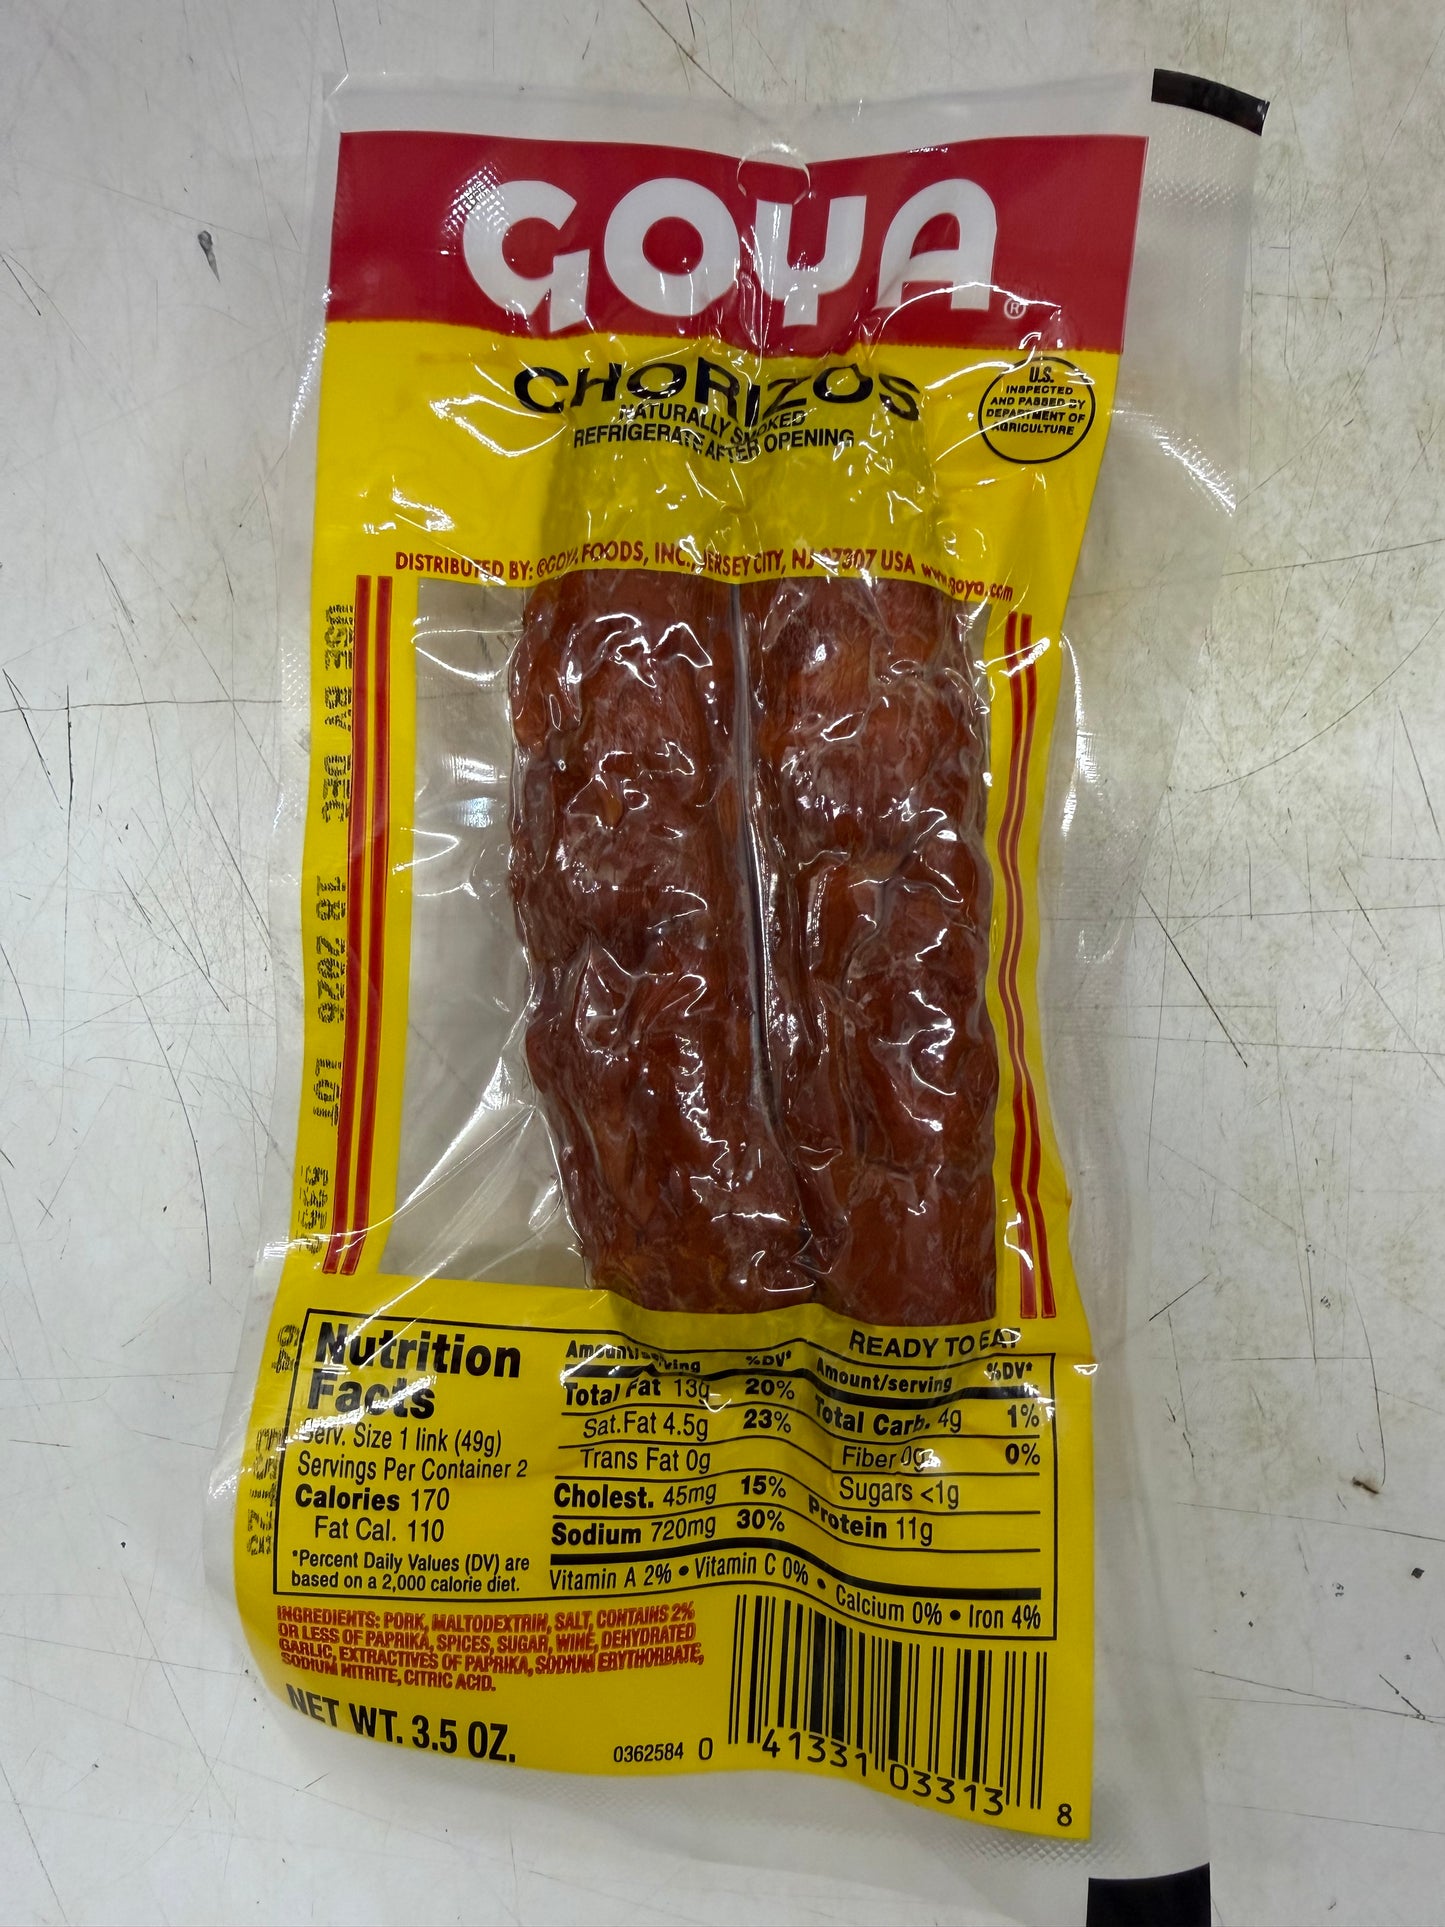 GOYA®
CHORIZOS
NATURALLY SMOKED
REFRIGERATE AFTER OPENING
U.S.
INSPECTED
AND PASSED BY
DEPARTMENT OF
AGRICULTURE
DISTRIBUTED BY: ©GOYA FOODS, INC., JERSEY CITY, NJ 07307 USA www.goya.com
USE BY DEC 18 2026 LOT
READY TO EAT
Nutrition
Facts
Serv. Size 1 link (49g)
Servings Per Container 2
Calories 170
Fat Cal. 110
*Percent Daily Values (DV) are
based on a 2,000 calorie diet.
Amount/serving %DV*
Total Fat 13g 20%
Sat.Fat 4.5g 23%
Trans Fat 0g
Cholest. 45mg 15%
Sodium 720mg 30%
Amount/serving %DV*
Total Carb. 4g 1%
Fiber 0g 0%
Sugars <1g
Protein 11g
Vitamin A 2% • Vitamin C 0% • Calcium 0% • Iron 4%
INGREDIENTS: PORK, MALTODEXTRIN, SALT, CONTAINS 2%
OR LESS OF PAPRIKA, SPICES, SUGAR, WINE, DEHYDRATED
GARLIC, EXTRACTIVES OF PAPRIKA, SODIUM ERYTHORBATE,
SODIUM NITRITE, CITRIC ACID.
NET WT. 3.5 OZ.
0362584
0 41331 03313 8